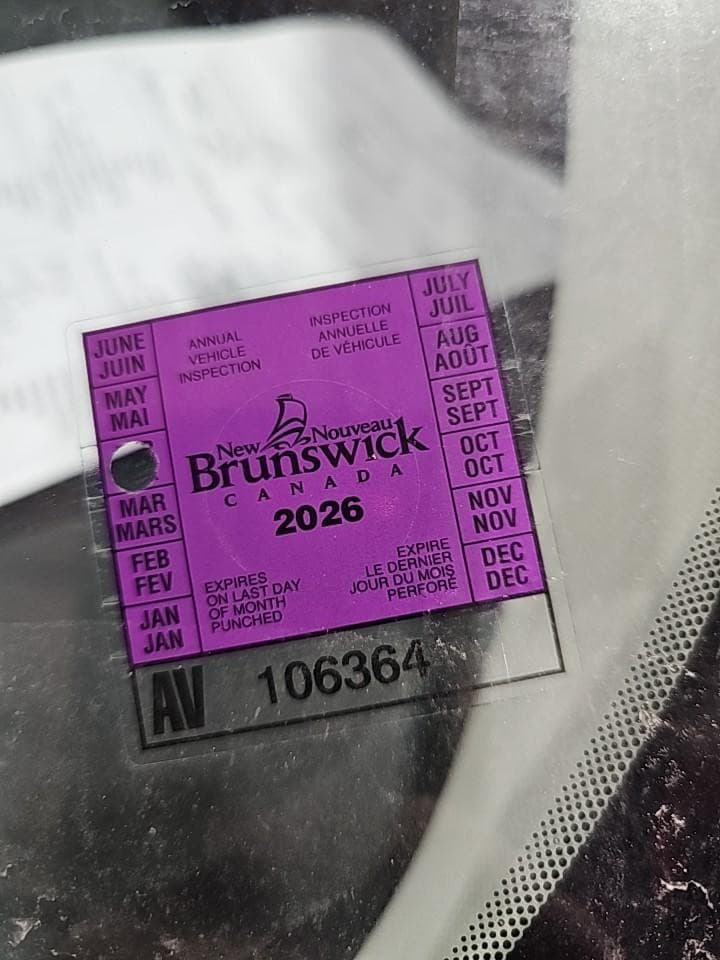 JUNE
JUIN
MAY
MAI
MAR
MARS
FEB
FEV
JAN
JAN
ANNUAL
VEHICLE
INSPECTION
INSPECTION
ANNUELLE
DE VÉHICULE
New Nouveau
Brunswick
CANADA
2026
EXPIRES
ON LAST DAY
OF MONTH
PUNCHED
EXPIRE
LE DERNIER
JOUR DU MOIS
PERFORÉ
JULY
JUIL
AUG
AOÛT
SEPT
SEPT
OCT
OCT
NOV
NOV
DEC
DEC
AV 106364